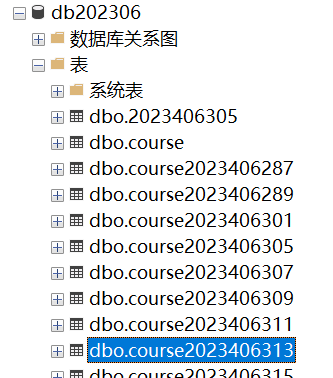 db202306
数据库关系图
表
系统表
dbo.2023406305
dbo.course
dbo.course2023406287
dbo.course2023406289
dbo.course2023406301
dbo.course2023406305
dbo.course2023406307
dbo.course2023406309
dbo.course2023406311
dbo.course2023406313
dbo.course2023406315